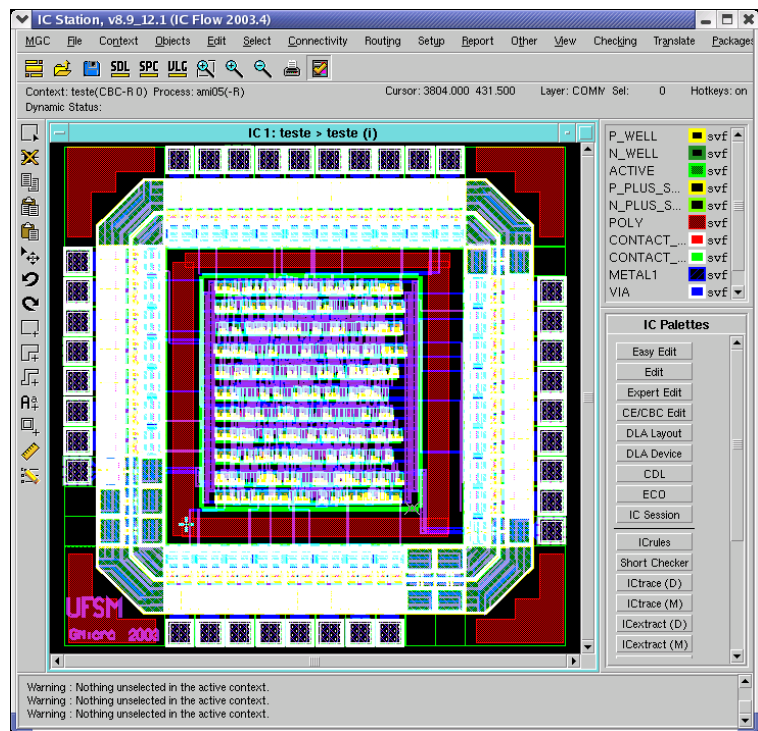 IC Station, v8.9_12.1 (IC Flow 2003.4)
MGC File Context Objects Edit Select Connectivity Routing Setup Report Other View Checking Translate Packages
SDL SPC VLG
Context: teste(CBC-R 0) Process: ami05(-R) Cursor: 3804.000 431.500 Layer: COMM Sel: 0 Hotkeys: on
Dynamic Status:
IC 1: teste > teste (i)
P_WELL svf
N_WELL svf
ACTIVE svf
P_PLUS_S... svf
N_PLUS_S... svf
POLY svf
CONTACT_... svf
CONTACT_... svf
METAL1 svf
VIA svf
IC Palettes
Easy Edit
Edit
Expert Edit
CE/CBC Edit
DLA Layout
DLA Device
CDL
ECO
IC Session
ICrules
Short Checker
ICtrace (D)
ICtrace (M)
ICextract (D)
ICextract (M)
UFSM
GMicro 2003
Warning : Nothing unselected in the active context.
Warning : Nothing unselected in the active context.
Warning : Nothing unselected in the active context.